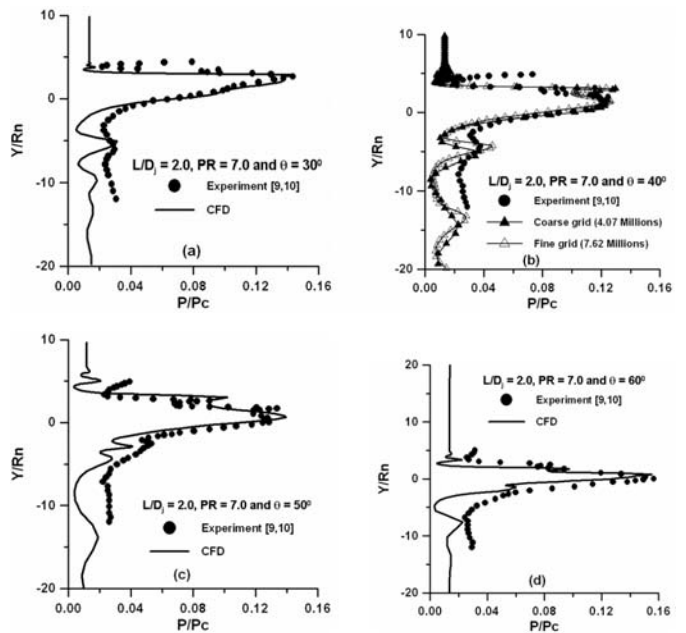 (a)
10
0
-10
-20
Y/Rn
L/Dj = 2.0, PR = 7.0 and θ = 30⁰
Experiment [9,10]
CFD
(a)
0.00 0.04 0.08 0.12 0.16
P/Pc
10
0
-10
-20
Y/Rn
L/Dj = 2.0, PR = 7.0 and θ = 40⁰
Experiment [9,10]
Coarse grid (4.07 Millions)
Fine grid (7.62 Millions)
(b)
0.00 0.04 0.08 0.12 0.16
P/Pc
10
0
-10
-20
Y/Rn
L/Dj = 2.0, PR = 7.0 and θ = 50⁰
Experiment [9,10]
CFD
(c)
0.00 0.04 0.08 0.12 0.16
P/Pc
20
10
0
-10
-20
Y/Rn
L/Dj = 2.0, PR = 7.0 and θ = 60⁰
Experiment [9,10]
CFD
(d)
0.00 0.04 0.08 0.12 0.16
P/Pc